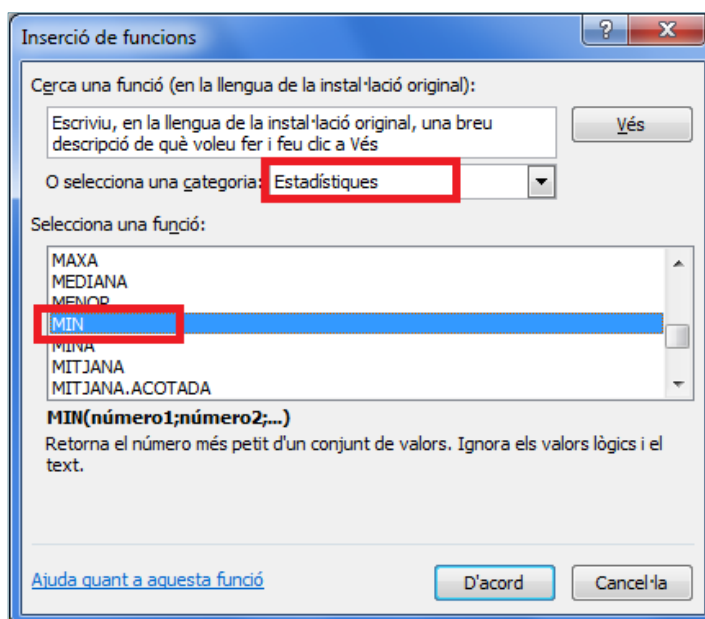 Inserció de funcions
Cerca una funció (en la llengua de la instal·lació original):
Escriviu, en la llengua de la instal·lació original, una breu
descripció de què voleu fer i feu clic a Vés
Vés
O selecciona una categoria: Estadístiques
Selecciona una funció:
MAXA
MEDIANA
MENOR
MIN
MINA
MITJANA
MITJANA.ACOTADA
MIN(número1;número2;...)
Retorna el número més petit d'un conjunt de valors. Ignora els valors lògics i el
text.
Ajuda quant a aquesta funció
D'acord
Cancel·la